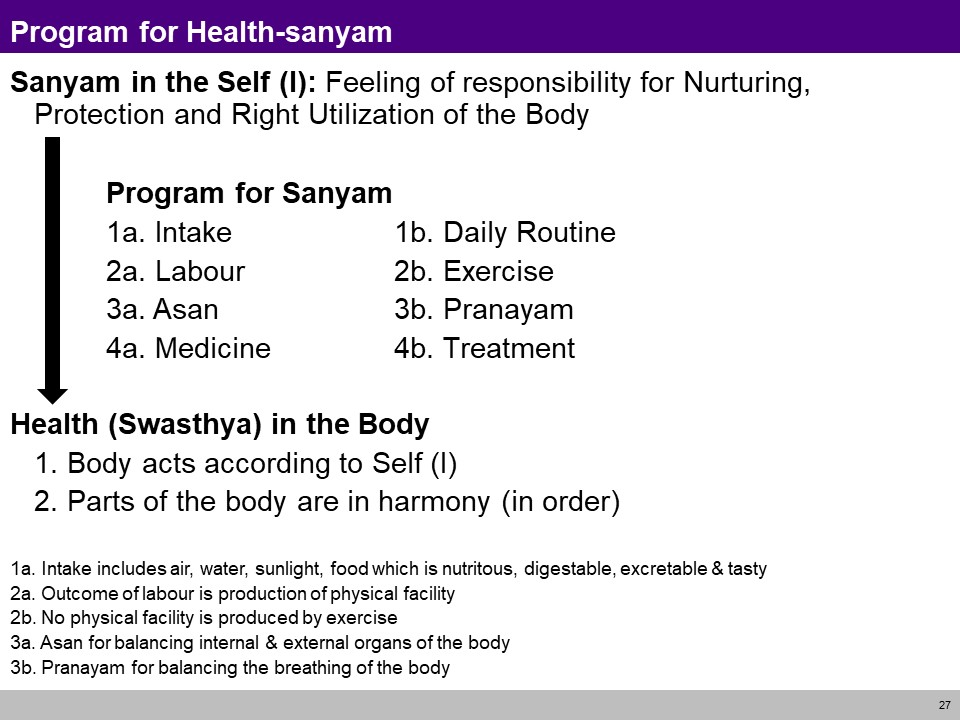 Program for Health-sanyam
Sanyam in the Self (I): Feeling of responsibility for Nurturing,
Protection and Right Utilization of the Body
Program for Sanyam
1a. Intake 1b. Daily Routine
2a. Labour 2b. Exercise
3a. Asan 3b. Pranayam
4a. Medicine 4b. Treatment
Health (Swasthya) in the Body
1. Body acts according to Self (I)
2. Parts of the body are in harmony (in order)
1a. Intake includes air, water, sunlight, food which is nutritous, digestable, excretable & tasty
2a. Outcome of labour is production of physical facility
2b. No physical facility is produced by exercise
3a. Asan for balancing internal & external organs of the body
3b. Pranayam for balancing the breathing of the body
27